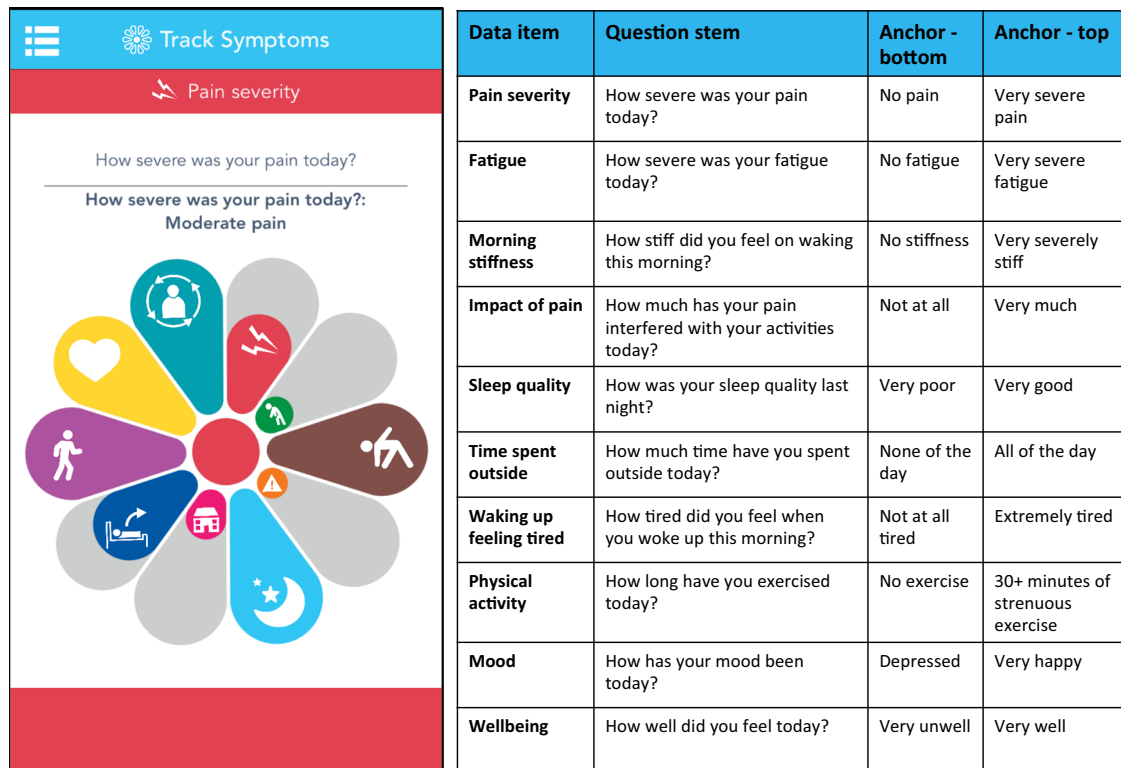 Track Symptoms
Pain severity
How severe was your pain today?
How severe was your pain today?:
Moderate pain
Data item Question stem Anchor - bottom Anchor - top
Pain severity How severe was your pain today? No pain Very severe pain
Fatigue How severe was your fatigue today? No fatigue Very severe fatigue
Morning stiffness How stiff did you feel on waking this morning? No stiffness Very severely stiff
Impact of pain How much has your pain interfered with your activities today? Not at all Very much
Sleep quality How was your sleep quality last night? Very poor Very good
Time spent outside How much time have you spent outside today? None of the day All of the day
Waking up feeling tired How tired did you feel when you woke up this morning? Not at all tired Extremely tired
Physical activity How long have you exercised today? No exercise 30+ minutes of strenuous exercise
Mood How has your mood been today? Depressed Very happy
Wellbeing How well did you feel today? Very unwell Very well